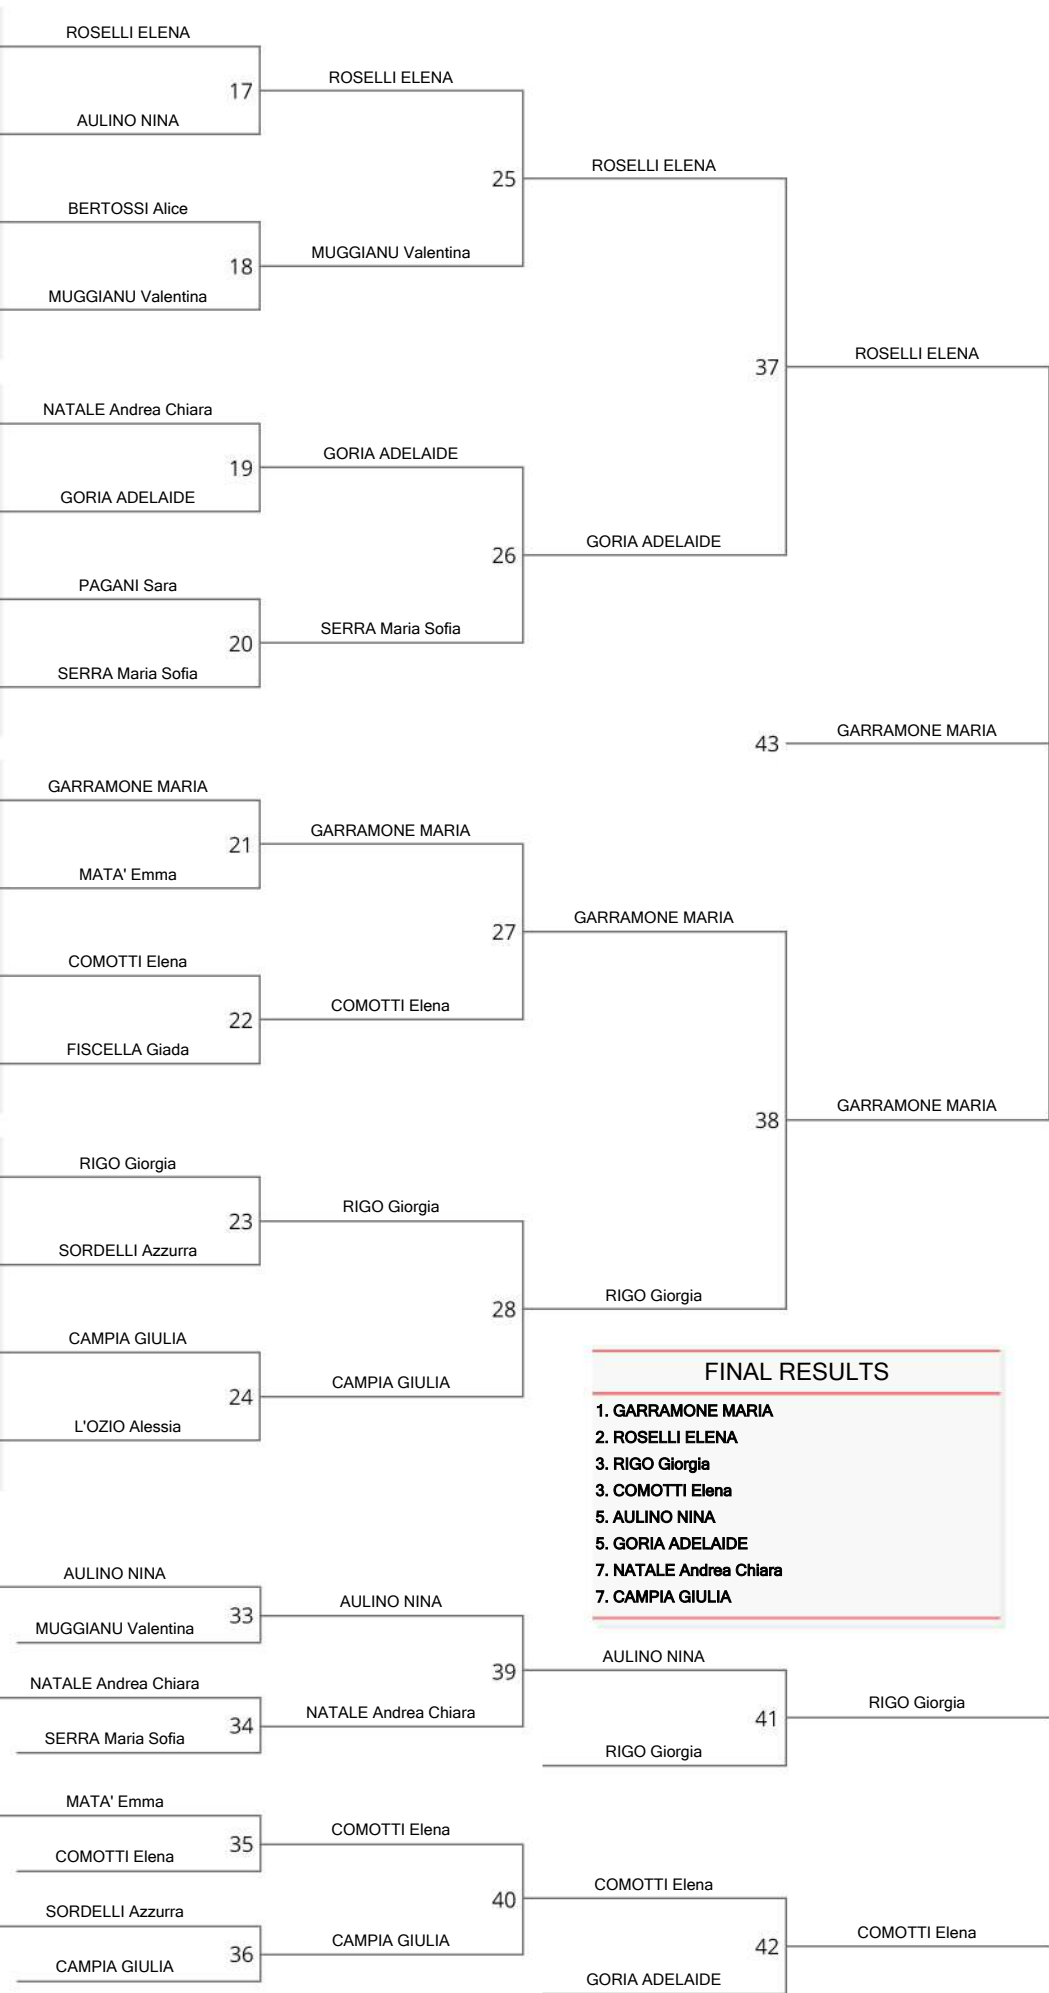 ROSELLI ELENA
17
ROSELLI ELENA
AULINO NINA
25
ROSELLI ELENA
BERTOSSI Alice
18
MUGGIANU Valentina
MUGGIANU Valentina
37
ROSELLI ELENA
NATALE Andrea Chiara
19
GORIA ADELAIDE
GORIA ADELAIDE
26
GORIA ADELAIDE
PAGANI Sara
20
SERRA Maria Sofia
SERRA Maria Sofia
43
GARRAMONE MARIA
GARRAMONE MARIA
21
GARRAMONE MARIA
MATA' Emma
27
GARRAMONE MARIA
COMOTTI Elena
22
COMOTTI Elena
FISCELLA Giada
38
GARRAMONE MARIA
RIGO Giorgia
23
RIGO Giorgia
SORDELLI Azzurra
28
RIGO Giorgia
CAMPIA GIULIA
24
CAMPIA GIULIA
L'OZIO Alessia
FINAL RESULTS
1. GARRAMONE MARIA
2. ROSELLI ELENA
3. RIGO Giorgia
3. COMOTTI Elena
5. AULINO NINA
5. GORIA ADELAIDE
7. NATALE Andrea Chiara
7. CAMPIA GIULIA
AULINO NINA
33
AULINO NINA
MUGGIANU Valentina
39
AULINO NINA
NATALE Andrea Chiara
34
NATALE Andrea Chiara
SERRA Maria Sofia
41
RIGO Giorgia
RIGO Giorgia
MATA' Emma
35
COMOTTI Elena
COMOTTI Elena
40
COMOTTI Elena
SORDELLI Azzurra
36
CAMPIA GIULIA
CAMPIA GIULIA
42
COMOTTI Elena
GORIA ADELAIDE